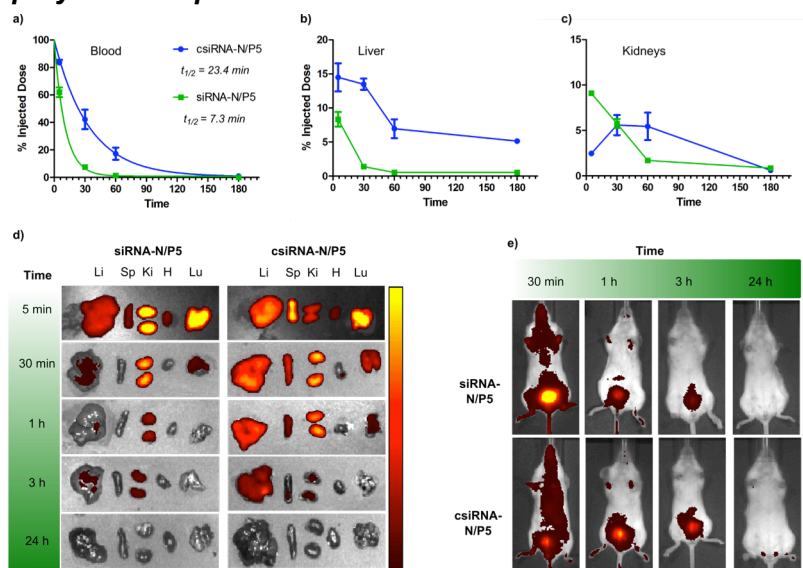 a)
Blood
csiRNA-N/P5
t1/2 = 23.4 min
siRNA-N/P5
t1/2 = 7.3 min
% Injected Dose
100
80
60
40
20
0
0 30 60 90 120 150 180
Time
b)
Liver
% Injected Dose
20
15
10
5
0
0 30 60 90 120 150 180
Time
c)
Kidneys
% Injected Dose
15
10
5
0
0 30 60 90 120 150 180
Time
d)
siRNA-N/P5 csiRNA-N/P5
Time Li Sp Ki H Lu Li Sp Ki H Lu
5 min
30 min
1 h
3 h
24 h
e)
Time
30 min 1 h 3 h 24 h
siRNA-
N/P5
csiRNA-
N/P5